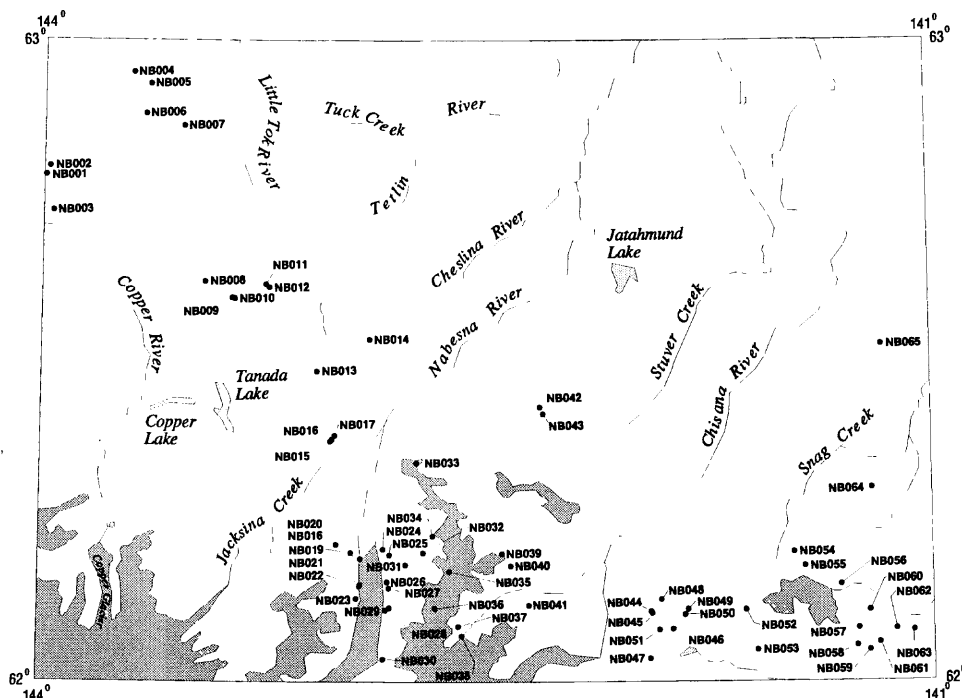 144°
141°
63°
63°
NB004
NB005
NB006
NB007
Little Tok River
Tuck Creek
River
NB002
NB001
NB003
Tetlin
Cheslina River
Jatahmund
Lake
NB011
NB008
NB012
NB010
NB009
Copper River
Nabesna River
Stuver Creek
NB014
NB065
NB013
Tanada
Lake
Chisana River
Copper
Lake
NB042
NB043
NB017
NB016
NB015
Snag Creek
NB033
NB064
Jacksina Creek
NB034
NB032
NB020
NB024
NB016
NB025
NB019
NB039
NB054
NB021
NB031
NB040
NB055
NB056
NB022
NB026
NB035
NB060
NB027
NB048
NB062
Copper Glacier
NB023
NB036
NB041
NB044
NB049
NB029
NB045
NB050
NB037
NB052
NB057
NB028
NB051
NB046
NB058
NB063
NB030
NB047
NB053
NB059
NB061
NB038
62°
62°
144°
141°